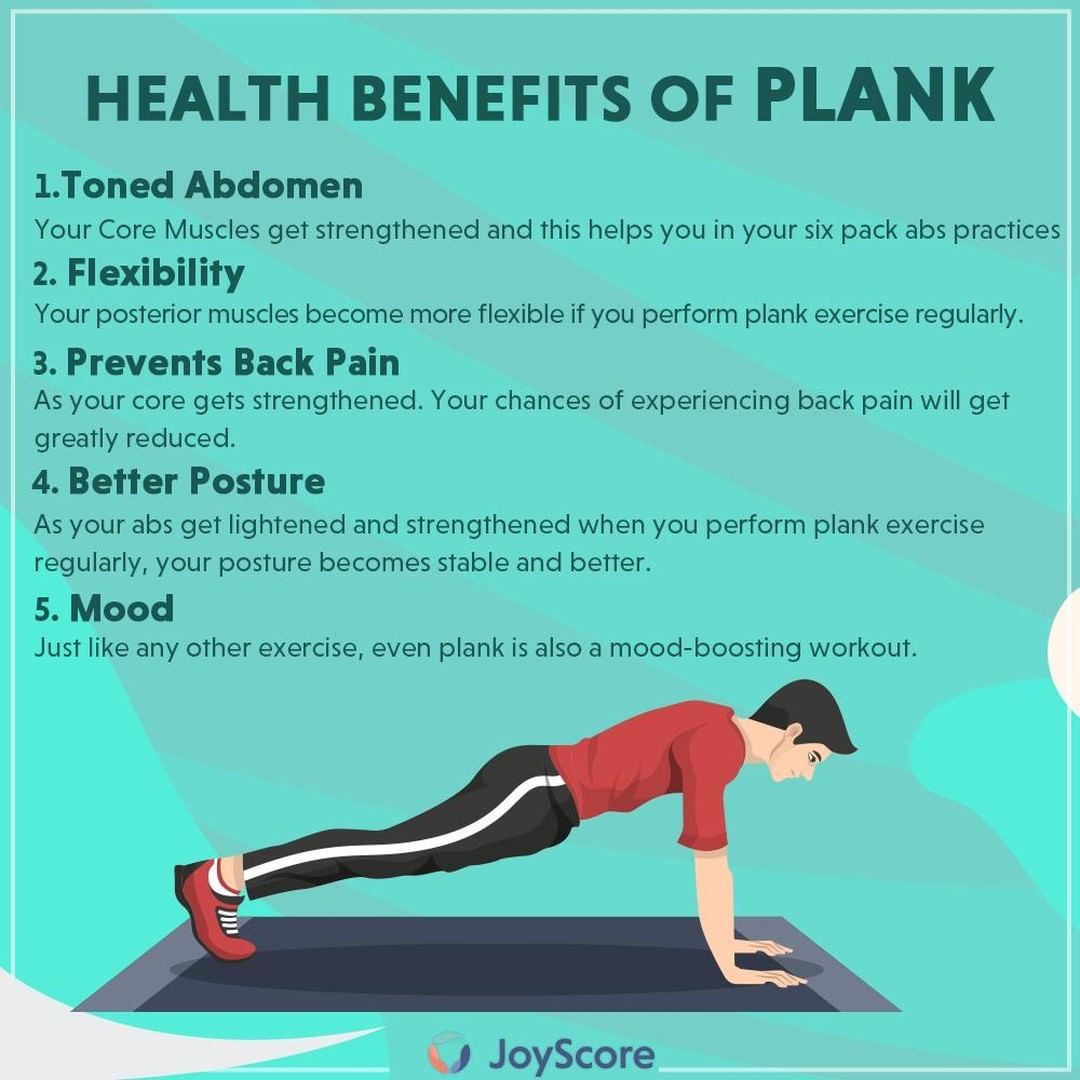 HEALTH BENEFITS OF PLANK
1.Toned Abdomen
Your Core Muscles get strengthened and this helps you in your six pack abs practices
2. Flexibility
Your posterior muscles become more flexible if you perform plank exercise regularly.
3. Prevents Back Pain
As your core gets strengthened. Your chances of experiencing back pain will get
greatly reduced.
4. Better Posture
As your abs get lightened and strengthened when you perform plank exercise
regularly, your posture becomes stable and better.
5. Mood
Just like any other exercise, even plank is also a mood-boosting workout.
JoyScore